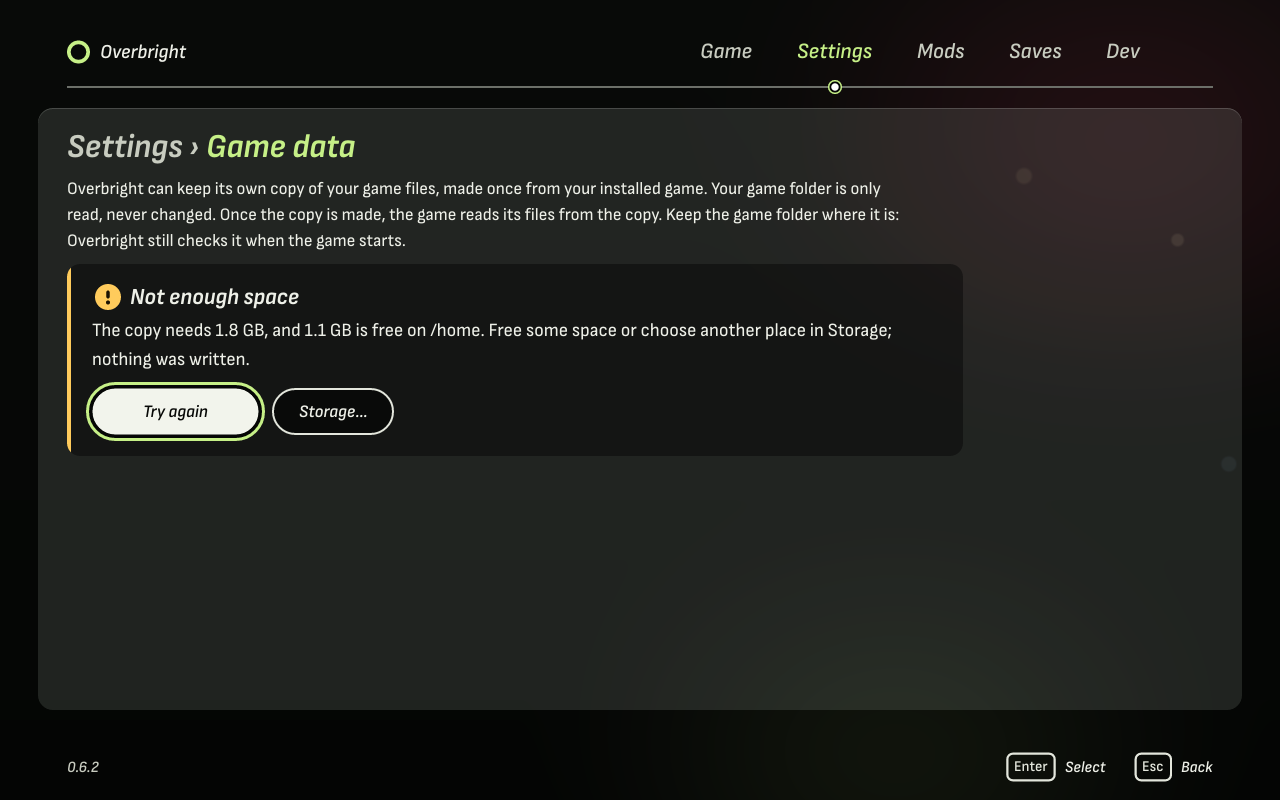 Overbright
Game Settings Mods Saves Dev
Settings › Game data
Overbright can keep its own copy of your game files, made once from your installed game. Your game folder is only
read, never changed. Once the copy is made, the game reads its files from the copy. Keep the game folder where it is:
Overbright still checks it when the game starts.
Not enough space
The copy needs 1.8 GB, and 1.1 GB is free on /home. Free some space or choose another place in Storage;
nothing was written.
Try again Storage...
0.6.2 Enter Select Esc Back